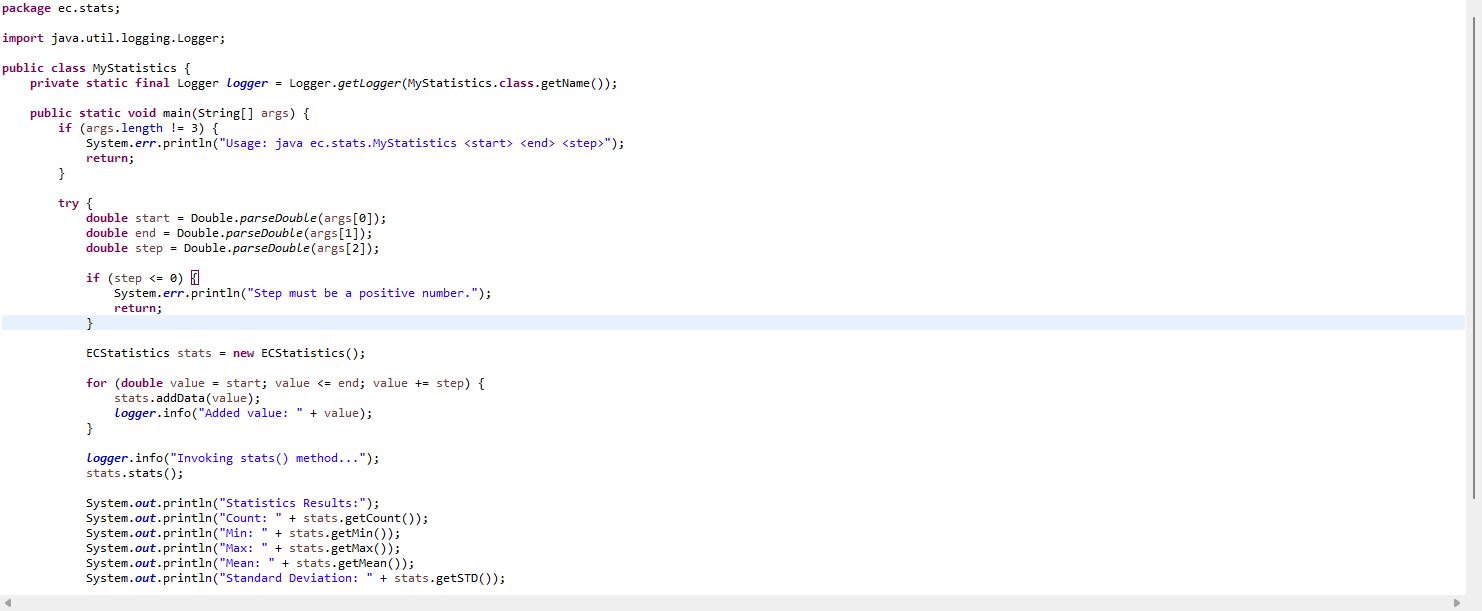 package ec.stats;
import java.util.logging.Logger;
public class MyStatistics {
    private static final Logger logger = Logger.getLogger(MyStatistics.class.getName());
    public static void main(String[] args) {
        if (args.length != 3) {
            System.err.println("Usage: java ec.stats.MyStatistics <start> <end> <step>");
            return;
        }
        try {
            double start = Double.parseDouble(args[0]);
            double end = Double.parseDouble(args[1]);
            double step = Double.parseDouble(args[2]);
            if (step <= 0) {
                System.err.println("Step must be a positive number.");
                return;
            }
            ECStatistics stats = new ECStatistics();
            for (double value = start; value <= end; value += step) {
                stats.addData(value);
                logger.info("Added value: " + value);
            }
            logger.info("Invoking stats() method...");
            stats.stats();
            System.out.println("Statistics Results:");
            System.out.println("Count: " + stats.getCount());
            System.out.println("Min: " + stats.getMin());
            System.out.println("Max: " + stats.getMax());
            System.out.println("Mean: " + stats.getMean());
            System.out.println("Standard Deviation: " + stats.getSTD());